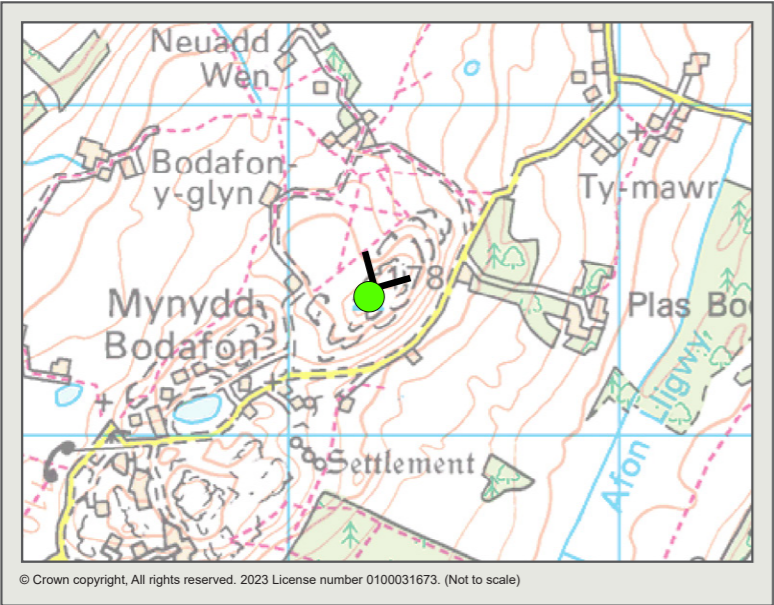 Neuadd
Wen
Bodafon-
y-glyn
Ty-mawr
178
Mynydd
Bodafon
Plas Bo
Afon Lligwy
Settlement
110
© Crown copyright, All rights reserved. 2023 License number 0100031673. (Not to scale)